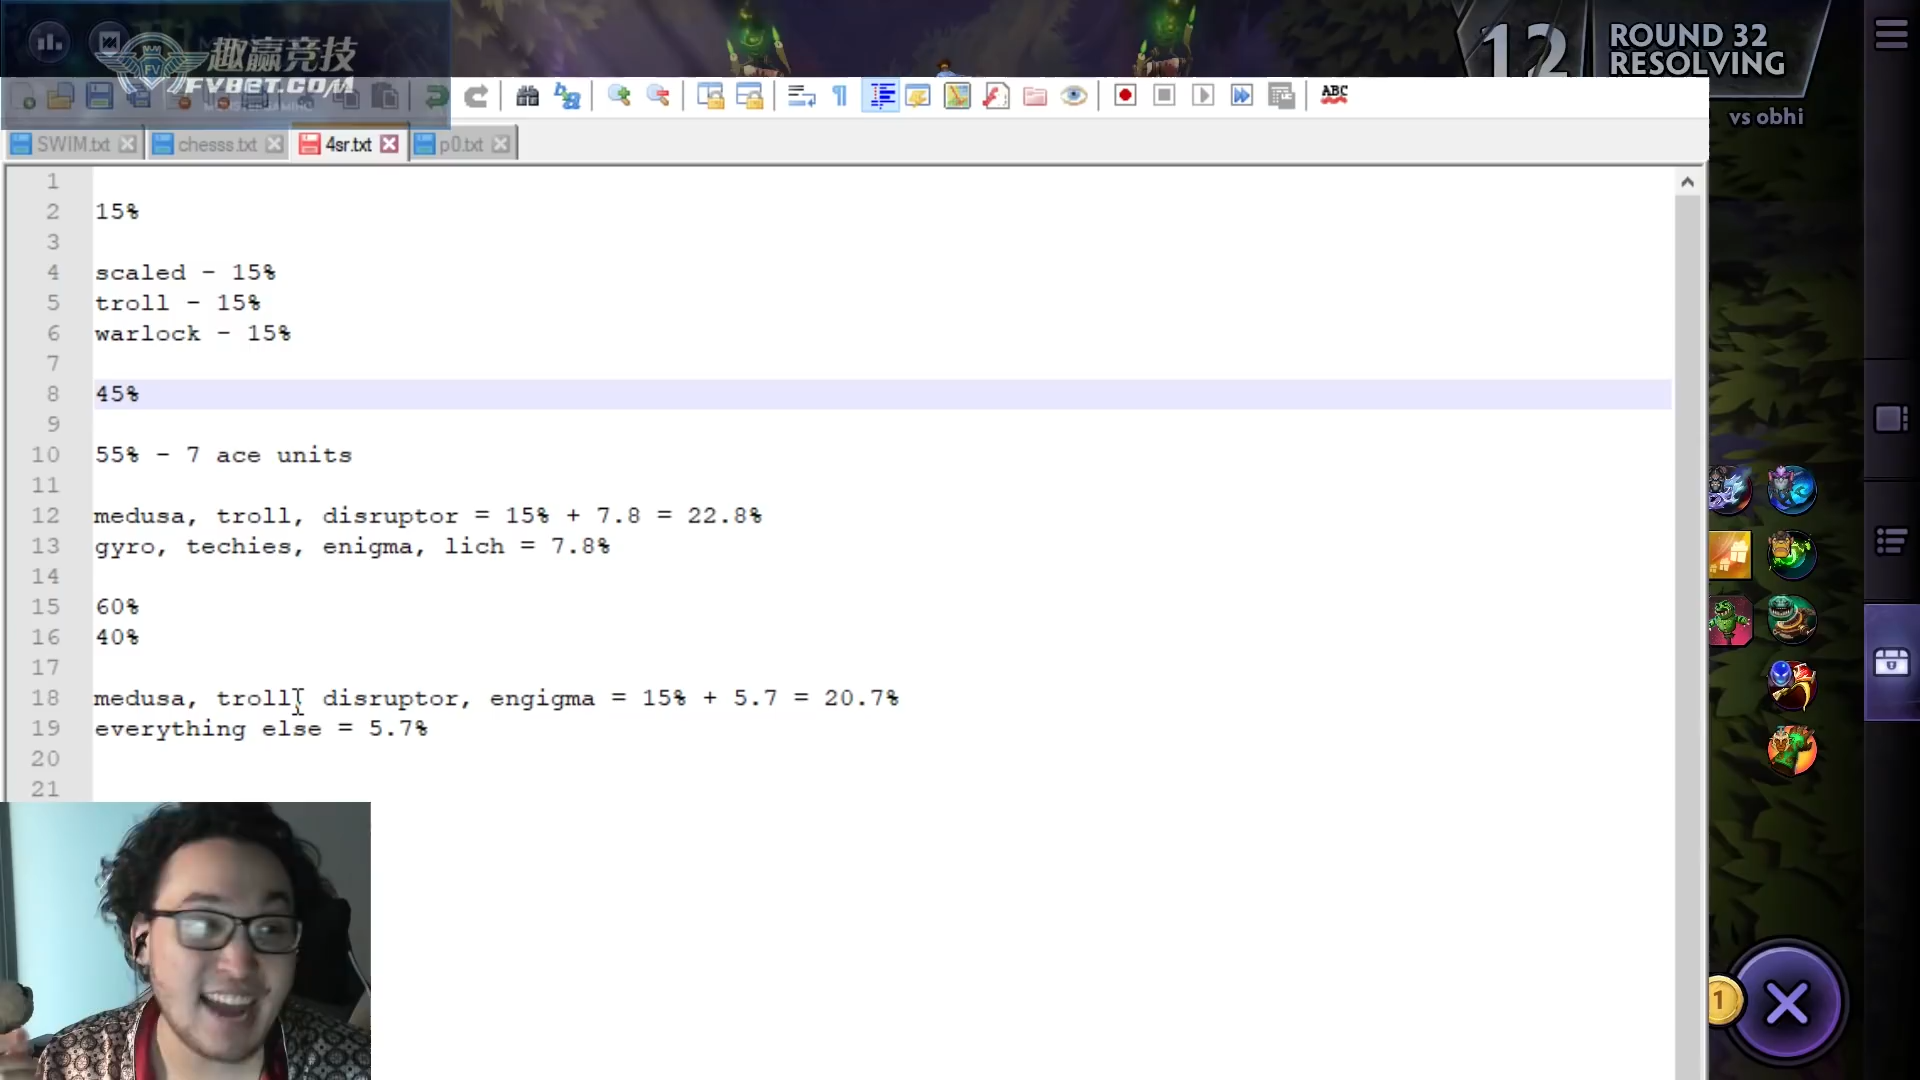 趣赢竞技
FVBET.COM
12
ROUND 32
RESOLVING
vs obhi
ABC
SWIM.txt
chesss.txt
4sr.txt
p0.txt
1
2 15%
3
4 scaled - 15%
5 troll - 15%
6 warlock - 15%
7
8 45%
9
10 55% - 7 ace units
11
12 medusa, troll, disruptor = 15% + 7.8 = 22.8%
13 gyro, techies, enigma, lich = 7.8%
14
15 60%
16 40%
17
18 medusa, troll, disruptor, engigma = 15% + 5.7 = 20.7%
19 everything else = 5.7%
20
21
1